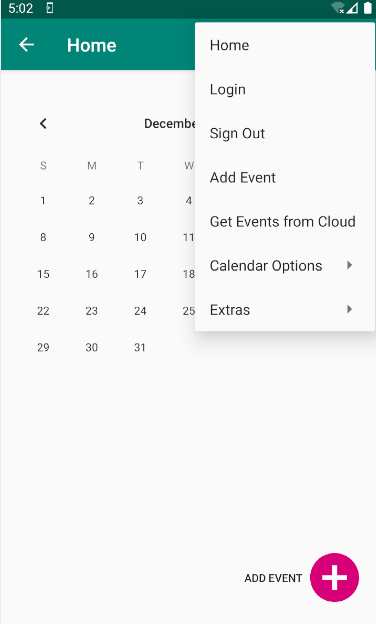 5:02
Home
Home
Login
Sign Out
Add Event
Get Events from Cloud
Calendar Options
Extras
Decembe
S M T W
1 2 3 4
8 9 10 11
15 16 17 18
22 23 24 25
29 30 31
ADD EVENT